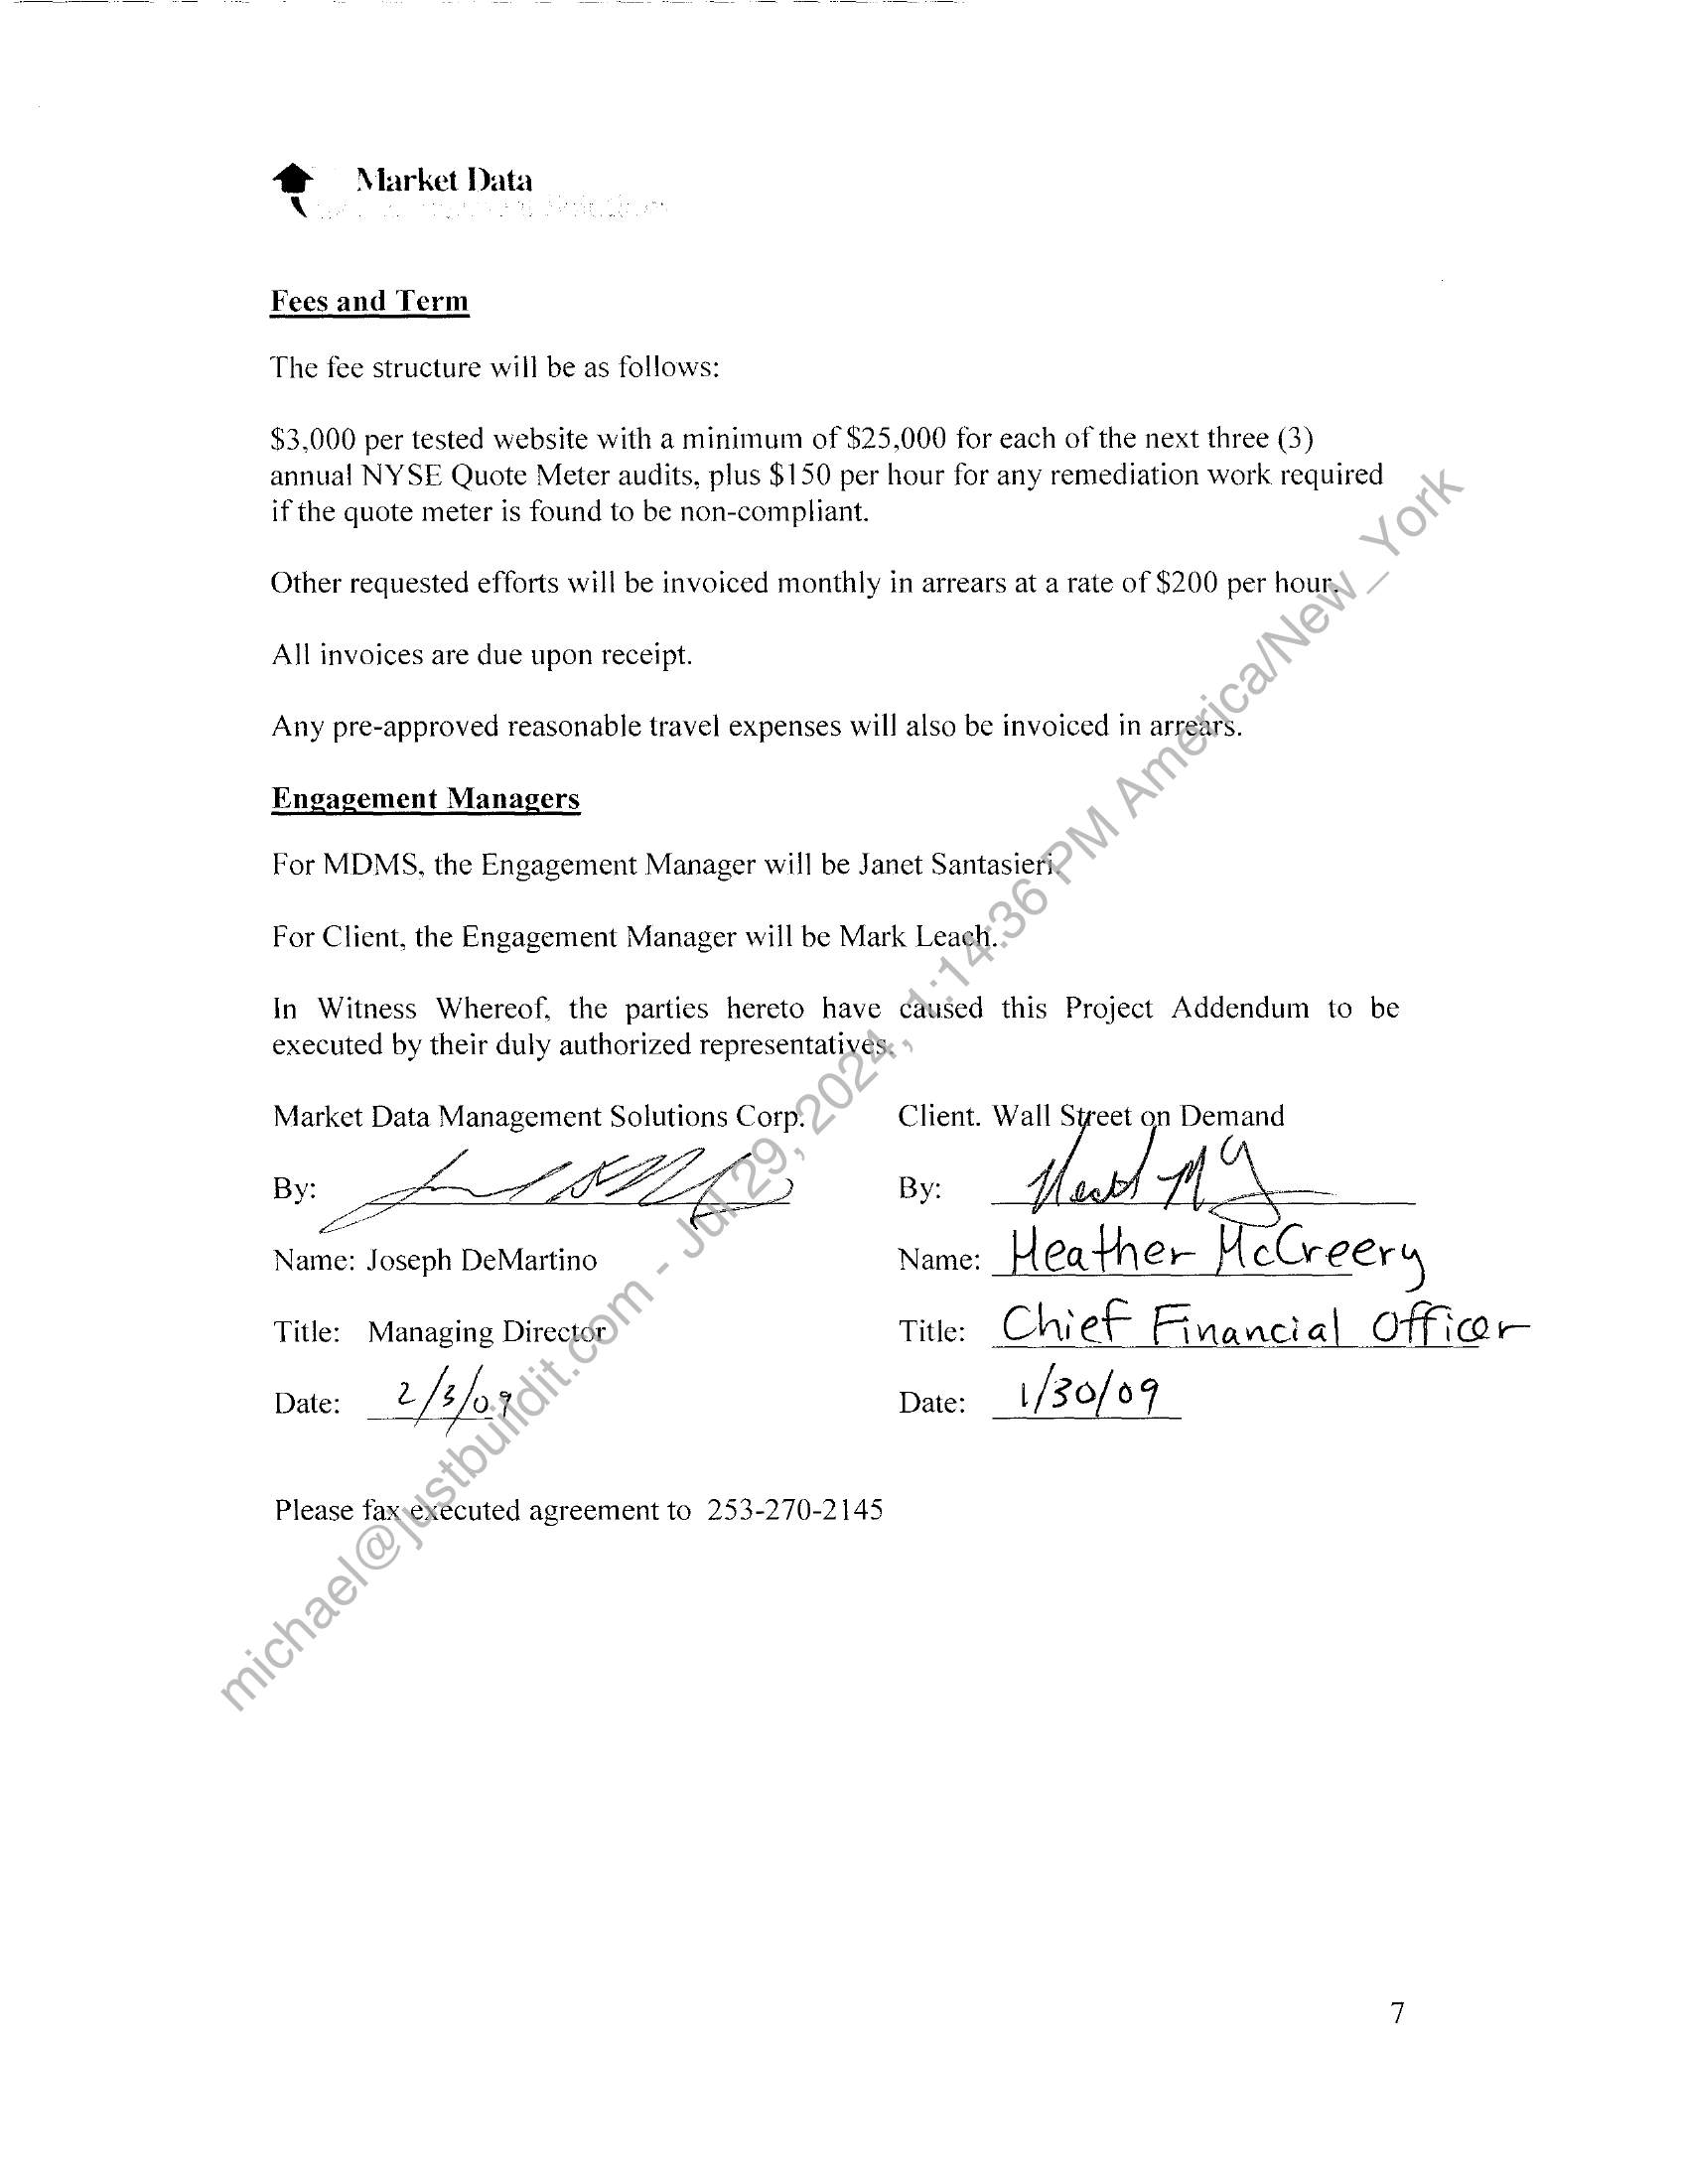 Market Data
Fees and Term
The fee structure will be as follows:
$3,000 per tested website with a minimum of $25,000 for each of the next three (3)
annual NYSE Quote Meter audits, plus $150 per hour for any remediation work required
if the quote meter is found to be non-compliant.
Other requested efforts will be invoiced monthly in arrears at a rate of $200 per hour.
All invoices are due upon receipt.
Any pre-approved reasonable travel expenses will also be invoiced in arrears.
Engagement Managers
For MDMS, the Engagement Manager will be Janet Santasieri.
For Client, the Engagement Manager will be Mark Leach.
In Witness Whereof, the parties hereto have caused this Project Addendum to be
executed by their duly authorized representatives.
Market Data Management Solutions Corp. Client. Wall Street on Demand
By: By:
Name: Joseph DeMartino Name: Heather McCreery
Title: Managing Director Title: Chief Financial Officer
Date: 2/3/09 Date: 1/30/09
Please fax executed agreement to 253-270-2145
michael@justbuildit.com - Jul 29, 2024, 1:14:36 PM America/New_York
7